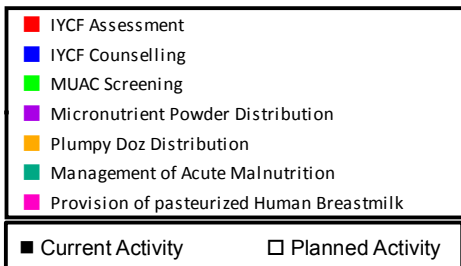 IYCF Assessment
IYCF Counselling
MUAC Screening
Micronutrient Powder Distribution
Plumpy Doz Distribution
Management of Acute Malnutrition
Provision of pasteurized Human Breastmilk
Current Activity Planned Activity